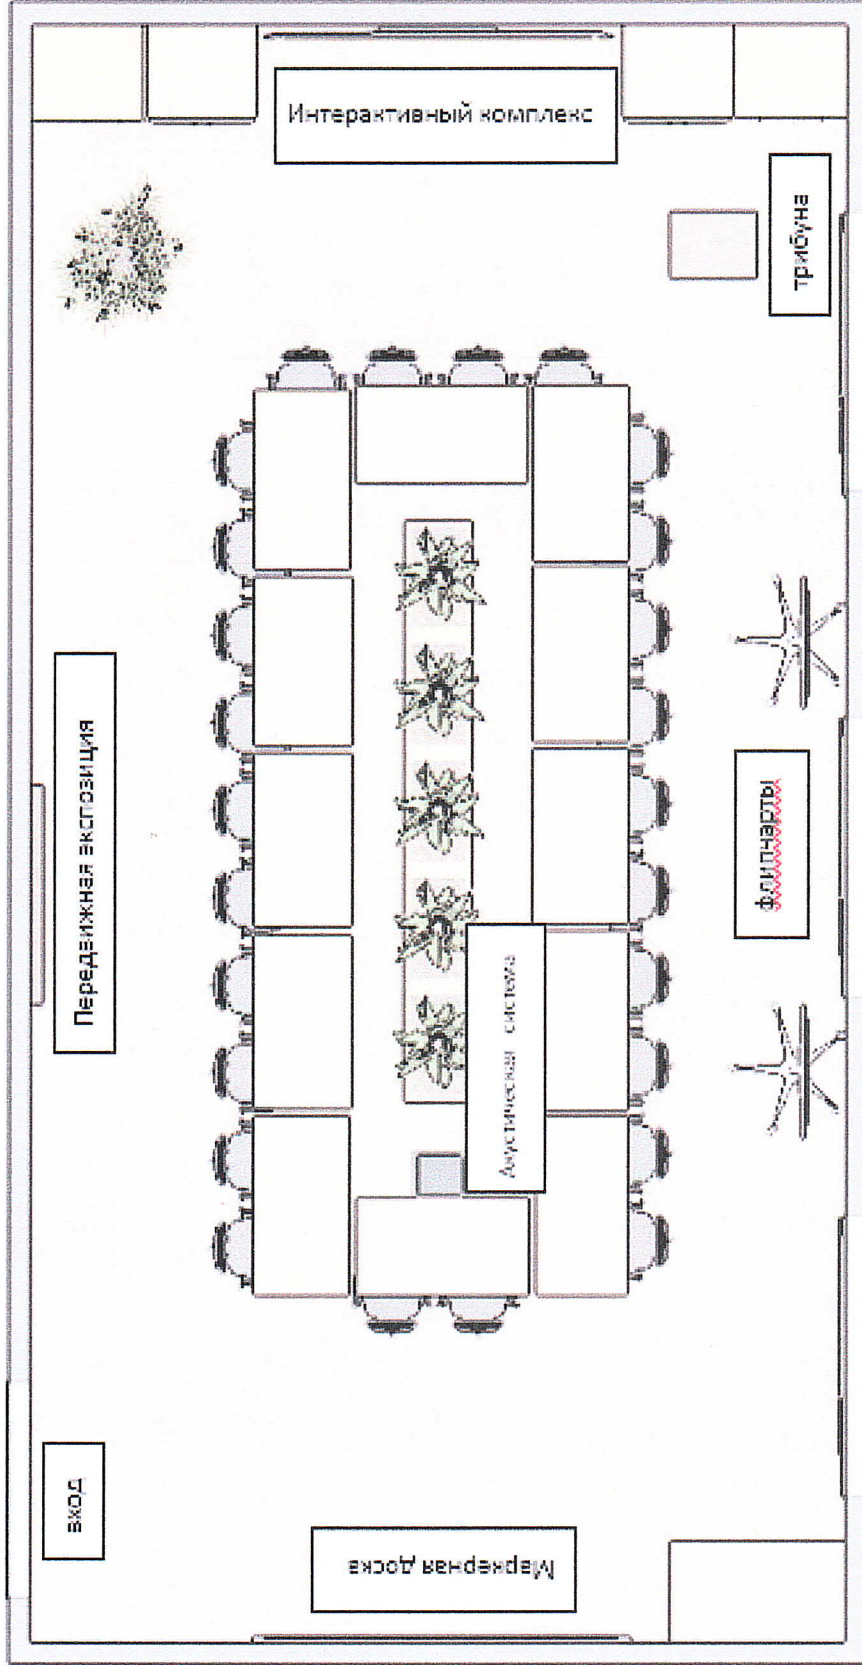 Интерактивный комплекс
трибуна
Передвижная экспозиция
Флипчарты
Акустическая система
вход
Маркерная доска